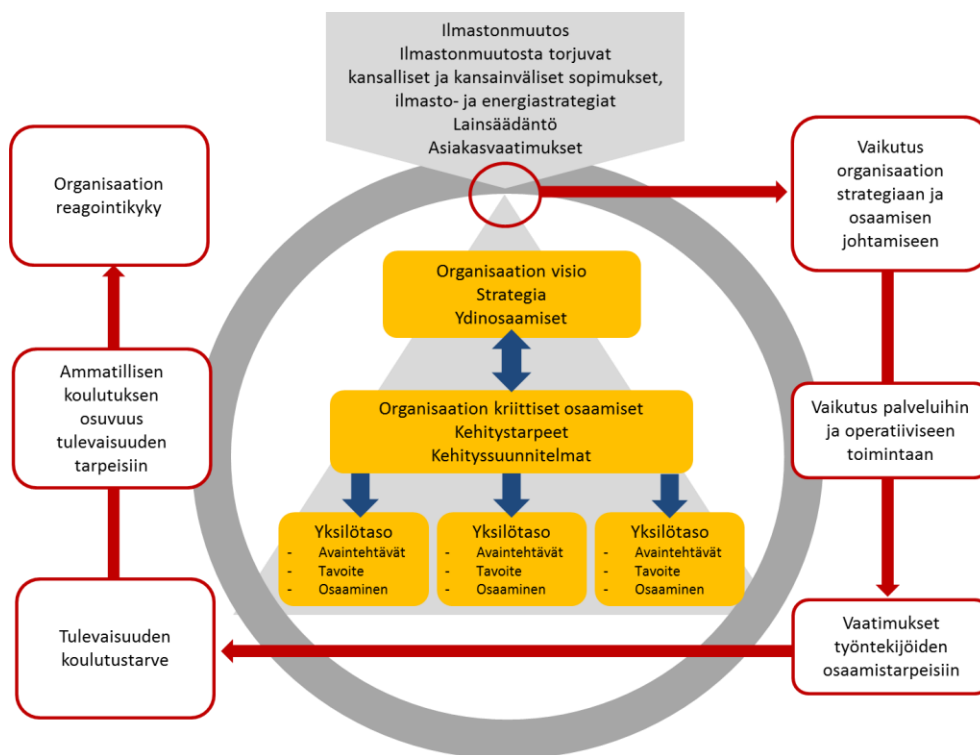 Ilmastonmuutos
Ilmastonmuutosta torjuvat
kansalliset ja kansainväliset sopimukset,
ilmasto- ja energiastrategiat
Lainsäädäntö
Asiakasvaatimukset
Organisaation
reagointikyky
Vaikutus
organisaation
strategiaan ja
osaamisen
johtamiseen
Organisaation visio
Strategia
Ydinosaamiset
Ammatillisen
koulutuksen
osuvuus
tulevaisuuden
tarpeisiin
Organisaation kriittiset osaamiset
Kehitystarpeet
Kehityssuunnitelmat
Vaikutus palveluihin
ja operatiiviseen
toimintaan
Yksilötaso
- Avaintehtävät
- Tavoite
- Osaaminen
Yksilötaso
- Avaintehtävät
- Tavoite
- Osaaminen
Yksilötaso
- Avaintehtävät
- Tavoite
- Osaaminen
Tulevaisuuden
koulutustarve
Vaatimukset
työntekijöiden
osaamistarpeisiin